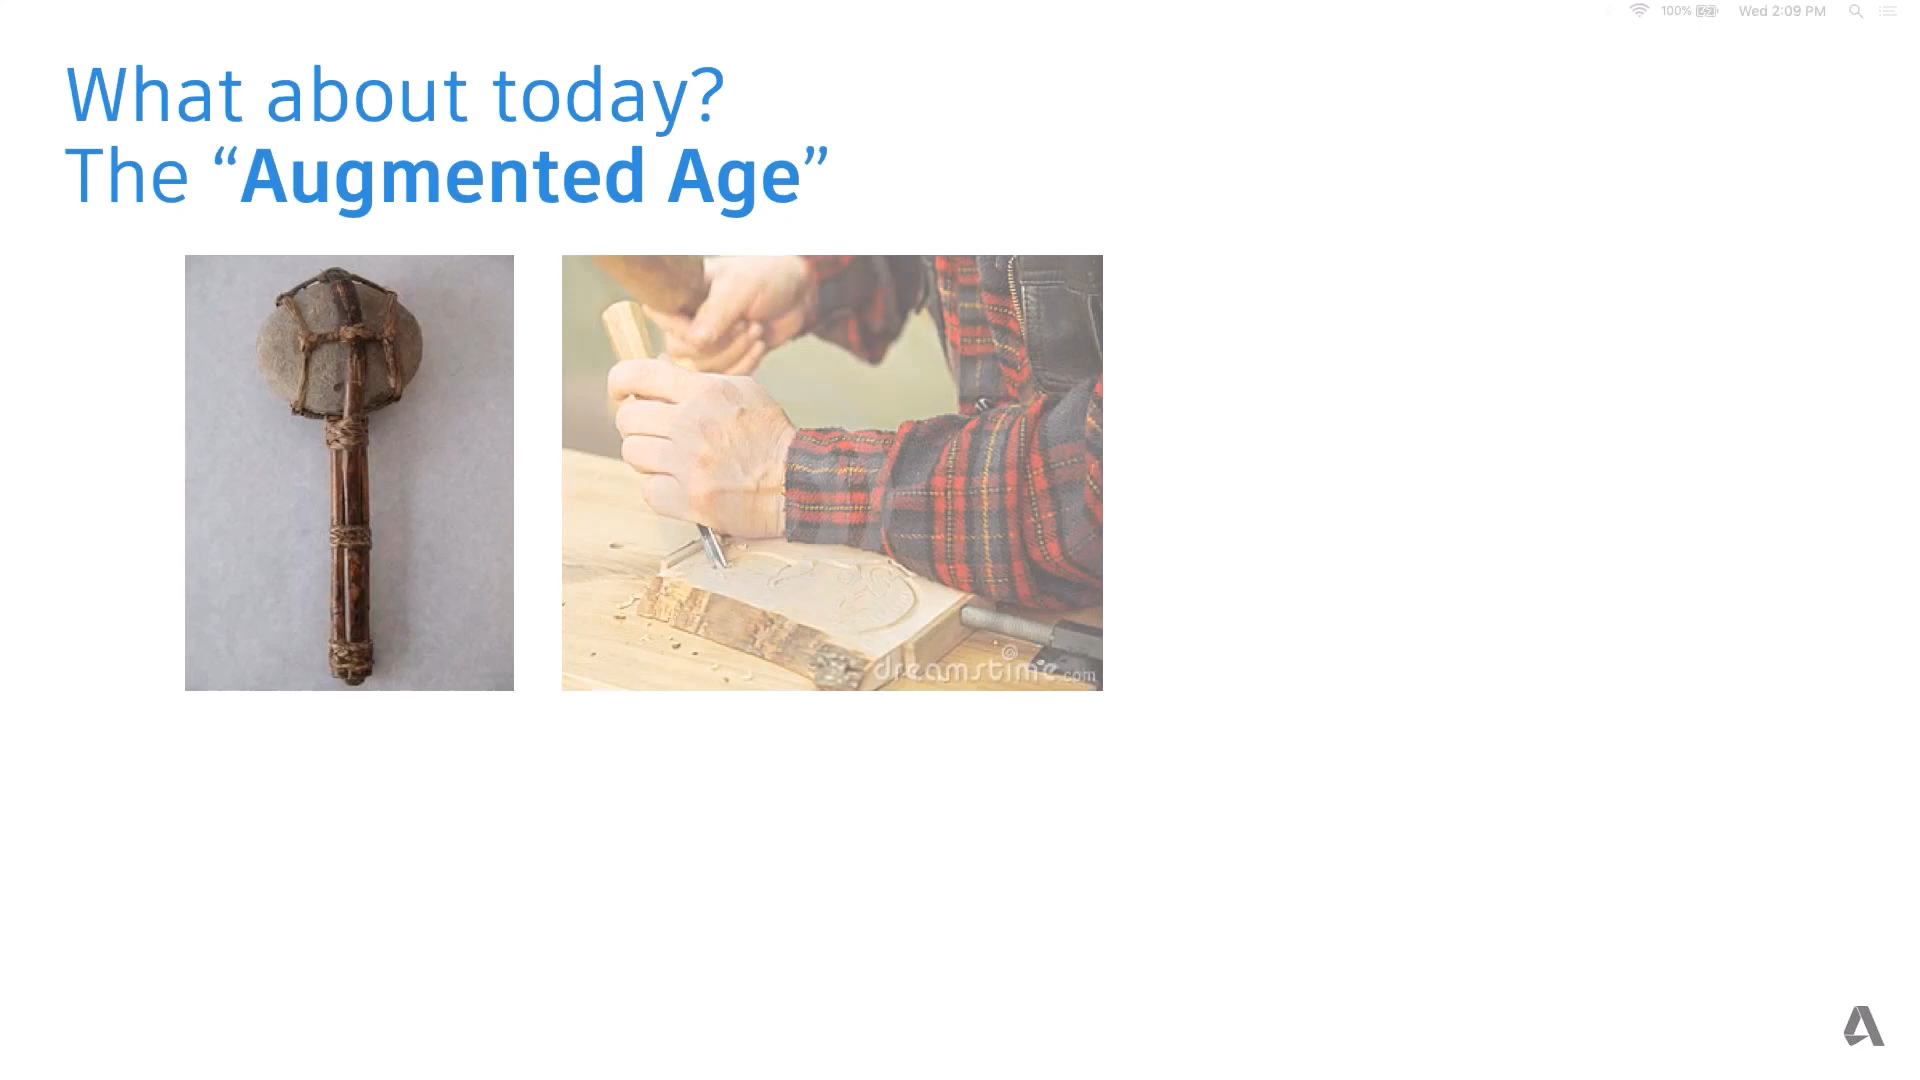 100%
Wed 2:09 PM
What about today?
The “Augmented Age”
dreamstime.com